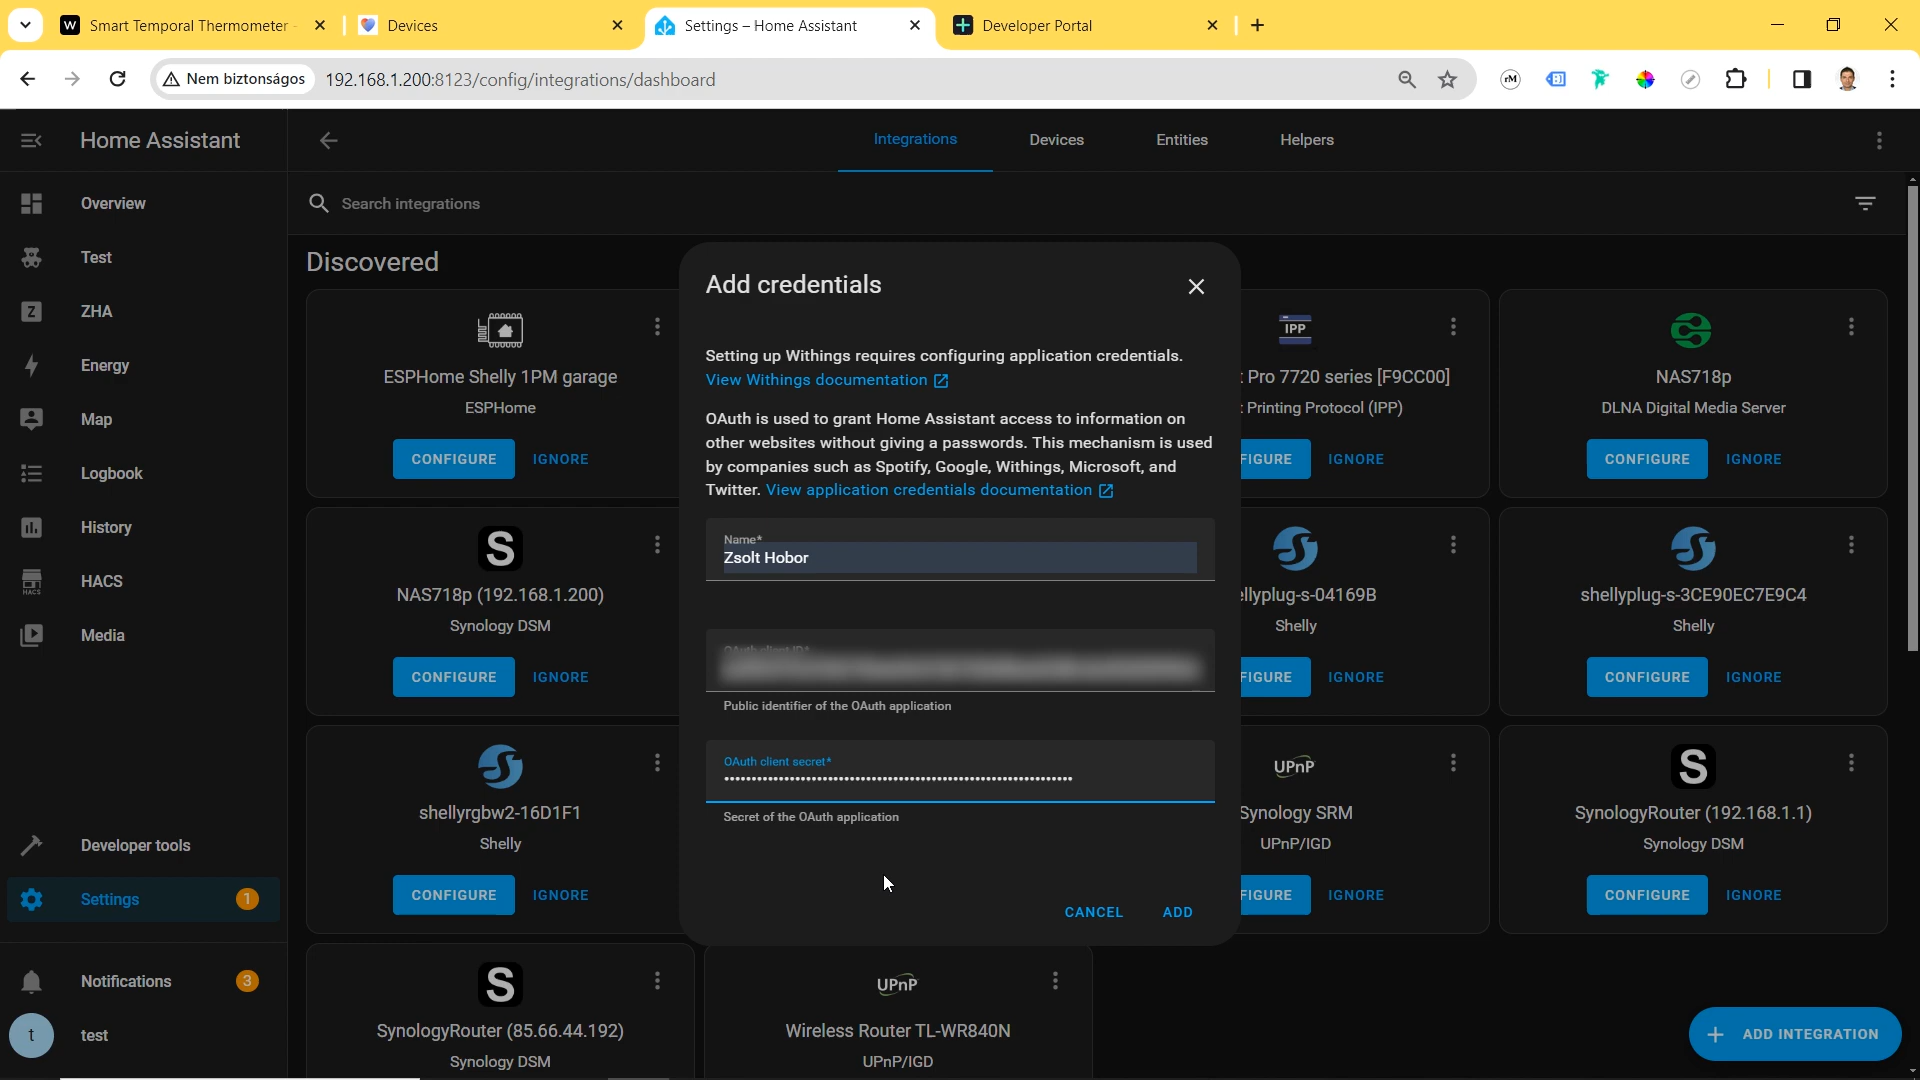 Smart Temporal Thermometer
Devices
Settings – Home Assistant
Developer Portal
Nem biztonságos
192.168.1.200:8123/config/integrations/dashboard
rM
Home Assistant
Integrations
Devices
Entities
Helpers
Overview
Test
ZHA
Energy
Map
Logbook
History
HACS
Media
Developer tools
Settings
1
Notifications
3
t
test
Search integrations
Discovered
ESPHome Shelly 1PM garage
ESPHome
CONFIGURE
IGNORE
IPP
Pro 7720 series [F9CC00]
Printing Protocol (IPP)
FIGURE
IGNORE
NAS718p
DLNA Digital Media Server
CONFIGURE
IGNORE
S
NAS718p (192.168.1.200)
Synology DSM
CONFIGURE
IGNORE
ellyplug-s-04169B
Shelly
FIGURE
IGNORE
shellyplug-s-3CE90EC7E9C4
Shelly
CONFIGURE
IGNORE
shellyrgbw2-16D1F1
Shelly
CONFIGURE
IGNORE
UPnP
Synology SRM
UPnP/IGD
FIGURE
IGNORE
S
SynologyRouter (192.168.1.1)
Synology DSM
CONFIGURE
IGNORE
S
SynologyRouter (85.66.44.192)
Synology DSM
UPnP
Wireless Router TL-WR840N
UPnP/IGD
ADD INTEGRATION
Add credentials
Setting up Withings requires configuring application credentials.
View Withings documentation
OAuth is used to grant Home Assistant access to information on
other websites without giving a passwords. This mechanism is used
by companies such as Spotify, Google, Withings, Microsoft, and
Twitter. View application credentials documentation
Name*
Zsolt Hobor
OAuth client ID*
Public identifier of the OAuth application
OAuth client secret*
Secret of the OAuth application
CANCEL
ADD